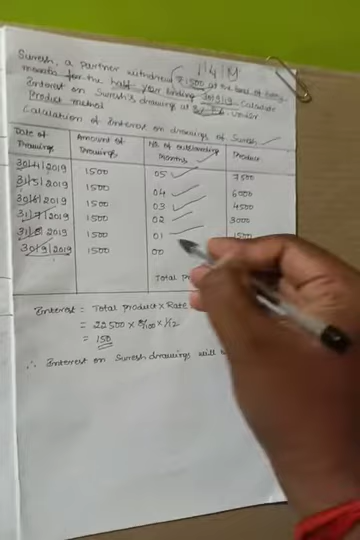 Suresh, a partner withdrew ₹1500 at the end of every
months for the half-year ending 30|9|19. Calculate
Interest on Suresh's drawings at 8% under
Product method
Calculation of Interest on drawings of Suresh
Date of Drawings Amount of Drawings No. of outstanding Months Product
30|4|2019 1500 05 7500
31|5|2019 1500 04 6000
30|6|2019 1500 03 4500
31|7|2019 1500 02 3000
31|8|2019 1500 01 1500
30|9|2019 1500 00
Total
Interest = Total product × Rate
= 22500 × 8/100 × 1/12
= 150
∴ Interest on Suresh drawings will